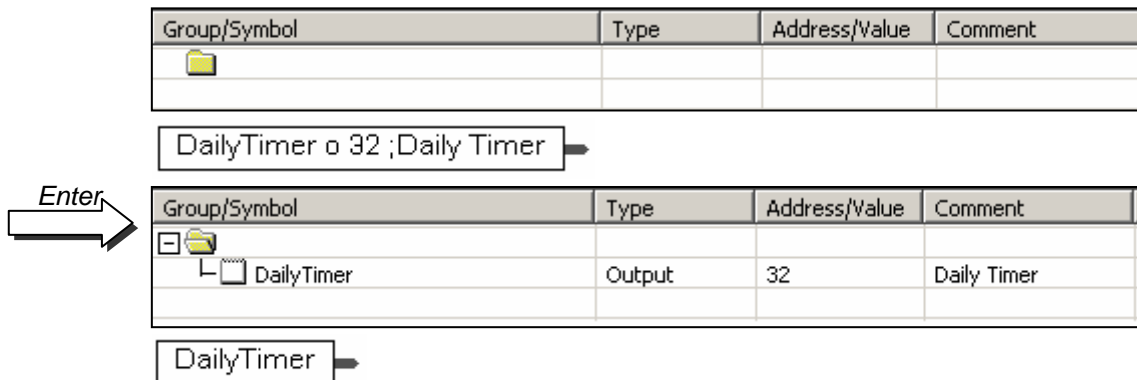 Group/Symbol Type Address/Value Comment
DailyTimer o 32 ;Daily Timer
Enter
Group/Symbol Type Address/Value Comment
DailyTimer Output 32 Daily Timer
DailyTimer